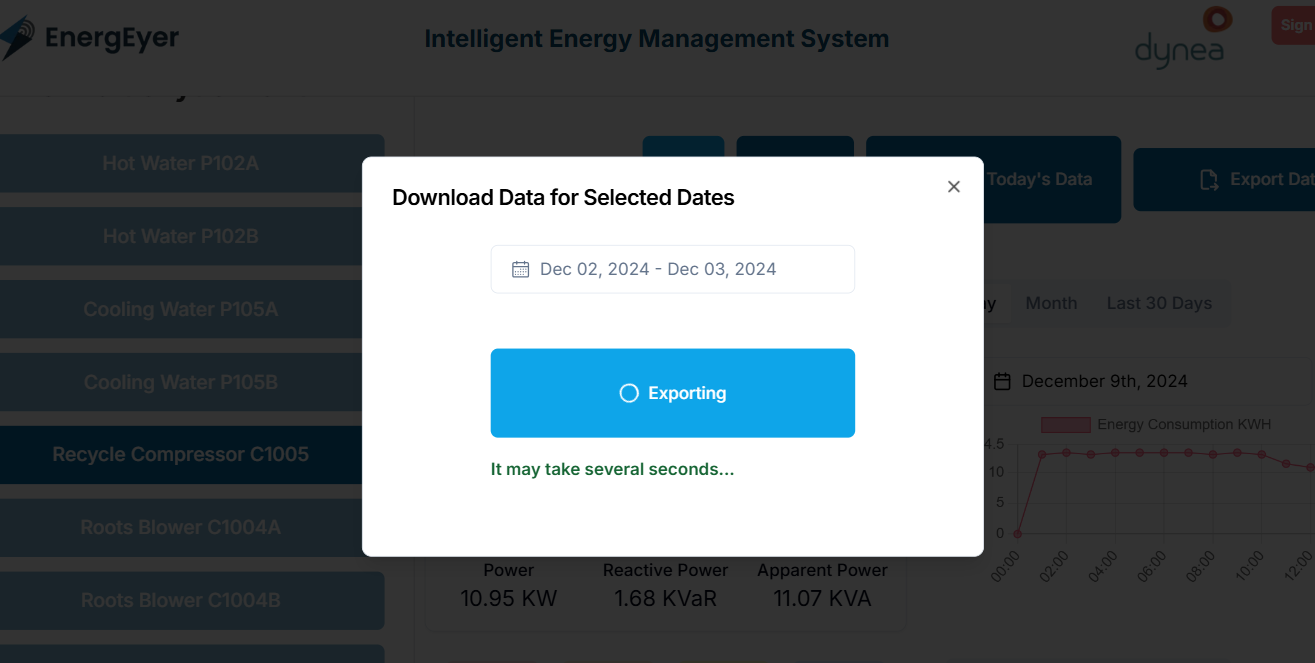 EnergEyer
Intelligent Energy Management System
dynea
Sign
Hot Water P102A
Hot Water P102B
Cooling Water P105A
Cooling Water P105B
Recycle Compressor C1005
Roots Blower C1004A
Roots Blower C1004B
Today's Data
Export Dat
Download Data for Selected Dates
Dec 02, 2024 - Dec 03, 2024
Exporting
It may take several seconds...
ay Month Last 30 Days
December 9th, 2024
Energy Consumption KWH
4.5
10
5
0
00:00 02:00 04:00 06:00 08:00 10:00 12:00
Power Reactive Power Apparent Power
10.95 KW 1.68 KVaR 11.07 KVA